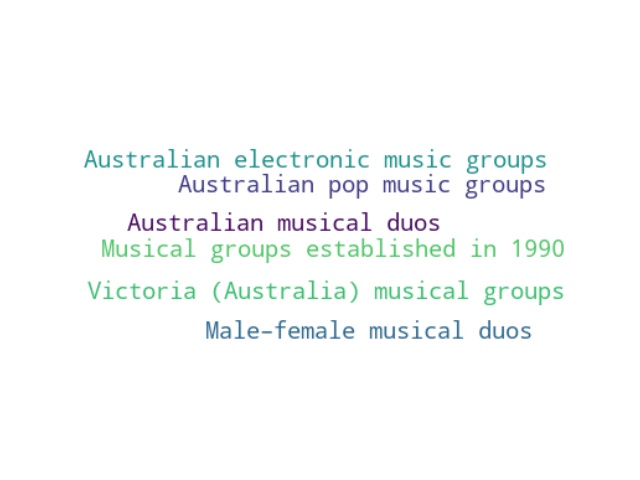 Australian electronic music groups
Australian pop music groups
Australian musical duos
Musical groups established in 1990
Victoria (Australia) musical groups
Male–female musical duos